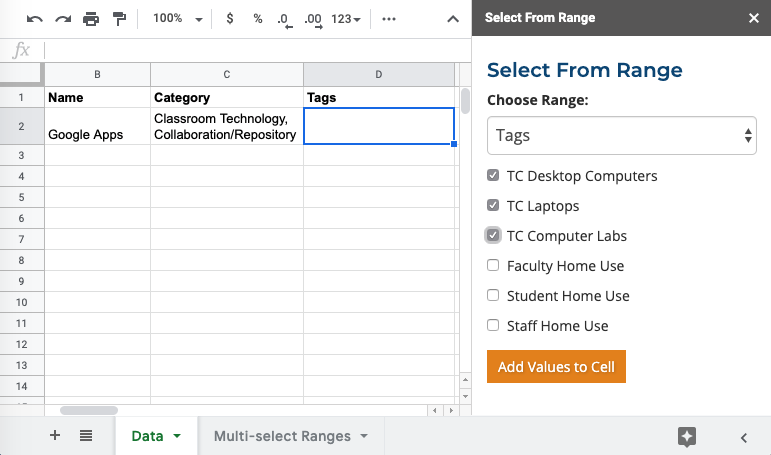 100% $ % .0 .00 123 ...
Select From Range ×
fx
B C D
1 Name Category Tags
2 Google Apps Classroom Technology,
Collaboration/Repository
3
4
5
6
7
8
9
10
11
12
13
14
Select From Range
Choose Range:
Tags
TC Desktop Computers
TC Laptops
TC Computer Labs
Faculty Home Use
Student Home Use
Staff Home Use
Add Values to Cell
+ Data Multi-select Ranges